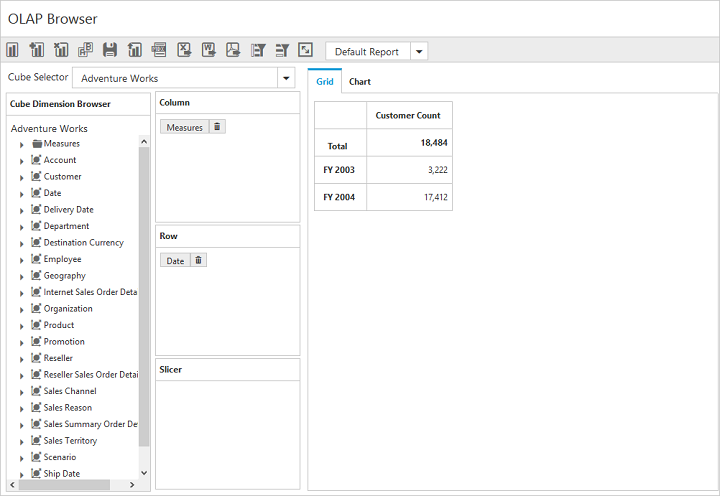 OLAP Browser
Default Report
Cube Selector
Adventure Works
Cube Dimension Browser
Adventure Works
Measures
Account
Customer
Date
Delivery Date
Department
Destination Currency
Employee
Geography
Internet Sales Order Deta
Organization
Product
Promotion
Reseller
Reseller Sales Order Detai
Sales Channel
Sales Reason
Sales Summary Order De
Sales Territory
Scenario
Ship Date
Column
Measures
Row
Date
Slicer
Grid Chart
Customer Count
Total 18,484
FY 2003 3,222
FY 2004 17,412